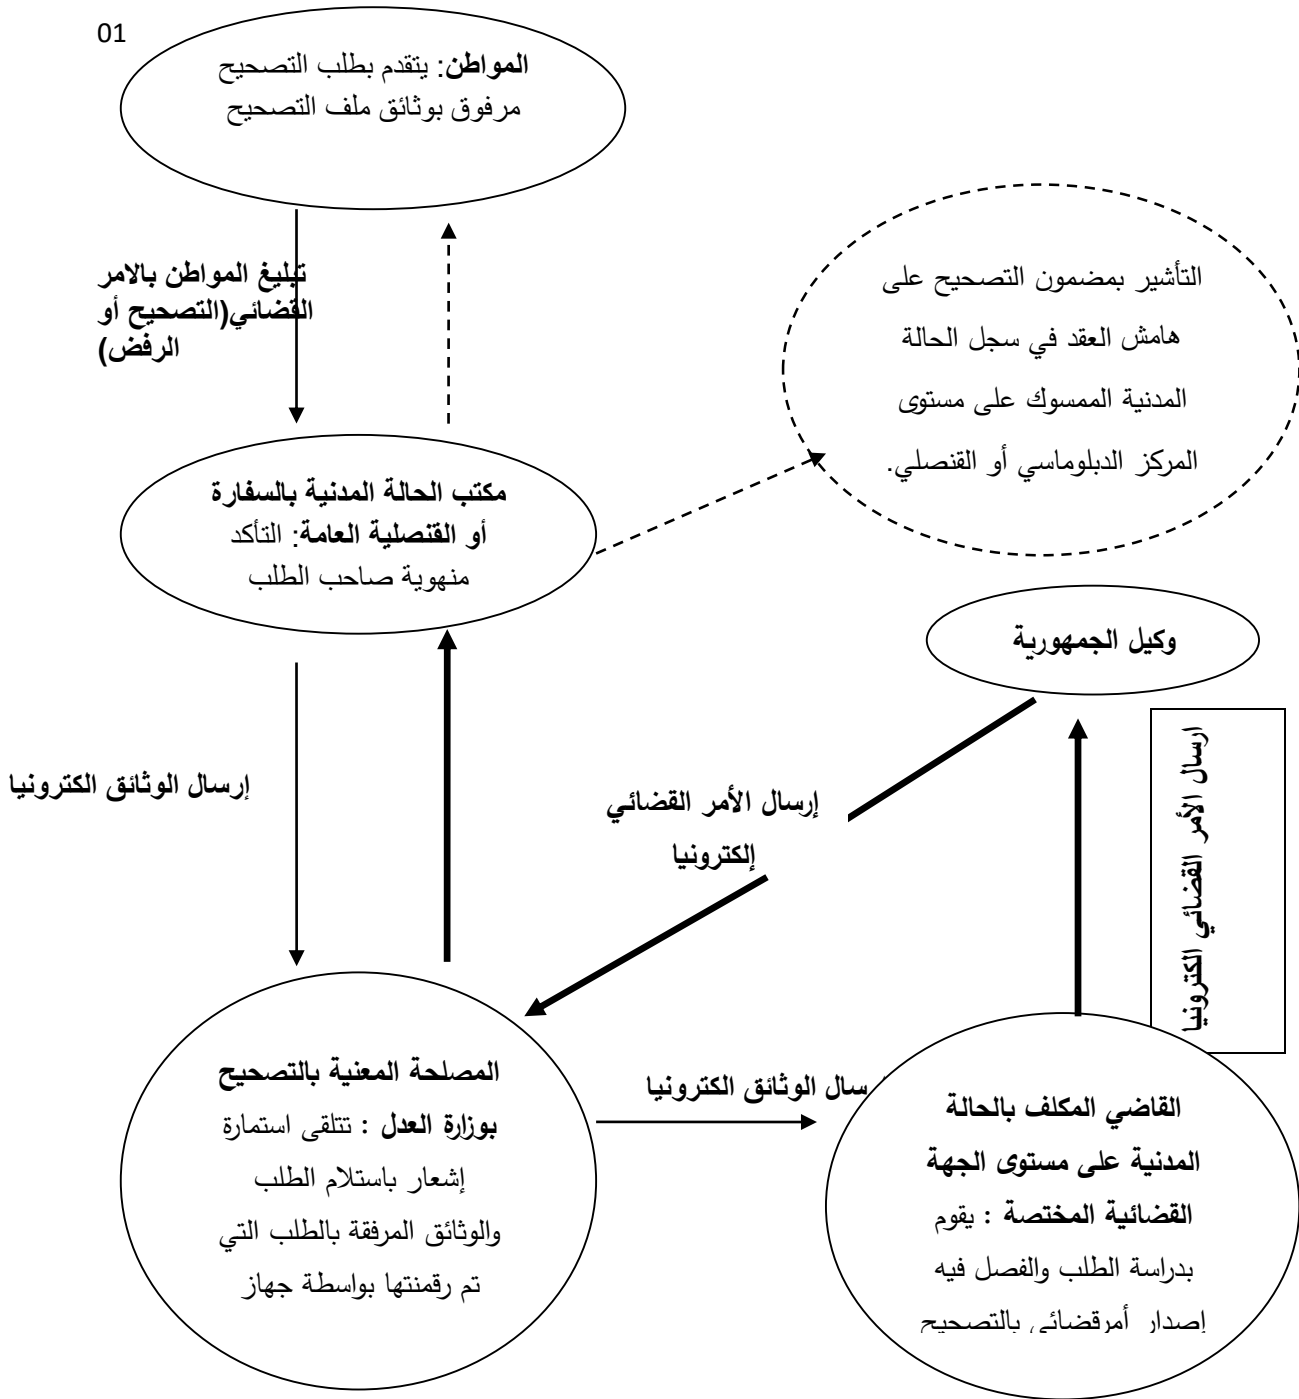 01
المواطن: يتقدم بطلب التصحيح
مرفوق بوثائق ملف التصحيح
تبليغ المواطن بالامر
القضائي(التصحيح أو
الرفض)
التأشير بمضمون التصحيح على
هامش العقد في سجل الحالة
المدنية الممسوك على مستوى
المركز الدبلوماسي أو القنصلي.
مكتب الحالة المدنية بالسفارة
أو القنصلية العامة: التأكد
منهوية صاحب الطلب
وكيل الجمهورية
إرسال الوثائق الكترونيا
إرسال الأمر القضائي
إلكترونيا
ارسال الأمر القضائي الكترونيا
المصلحة المعنية بالتصحيح
بوزارة العدل : تتلقى استمارة
إشعار باستلام الطلب
والوثائق المرفقة بالطلب التي
تم رقمنتها بواسطة جهاز
سال الوثائق الكترونيا
القاضي المكلف بالحالة
المدنية على مستوى الجهة
القضائية المختصة : يقوم
بدراسة الطلب والفصل فيه
إصدار أمرقضائي بالتصحيح